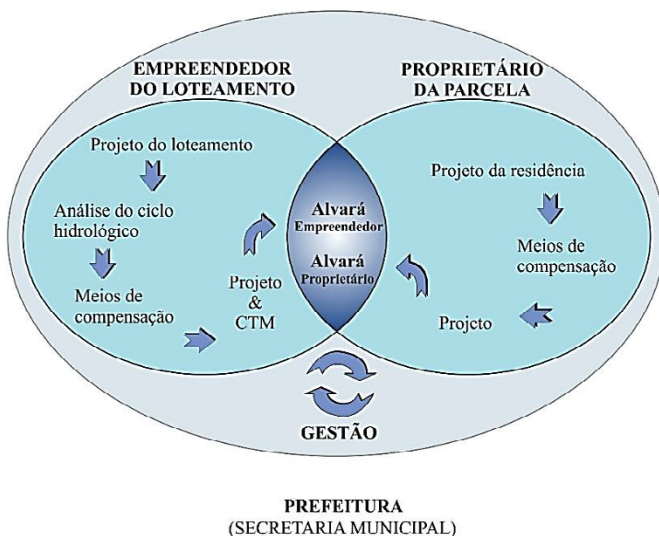 EMPREENDEDOR
DO LOTEAMENTO
Projeto do loteamento
Análise do ciclo
hidrológico
Meios de
compensação
Projeto
&
CTM
Alvará
Empreendedor
Alvará
Proprietário
PROPRIETÁRIO
DA PARCELA
Projeto da residência
Meios de
compensação
Projeto
GESTÃO
PREFEITURA
(SECRETARIA MUNICIPAL)